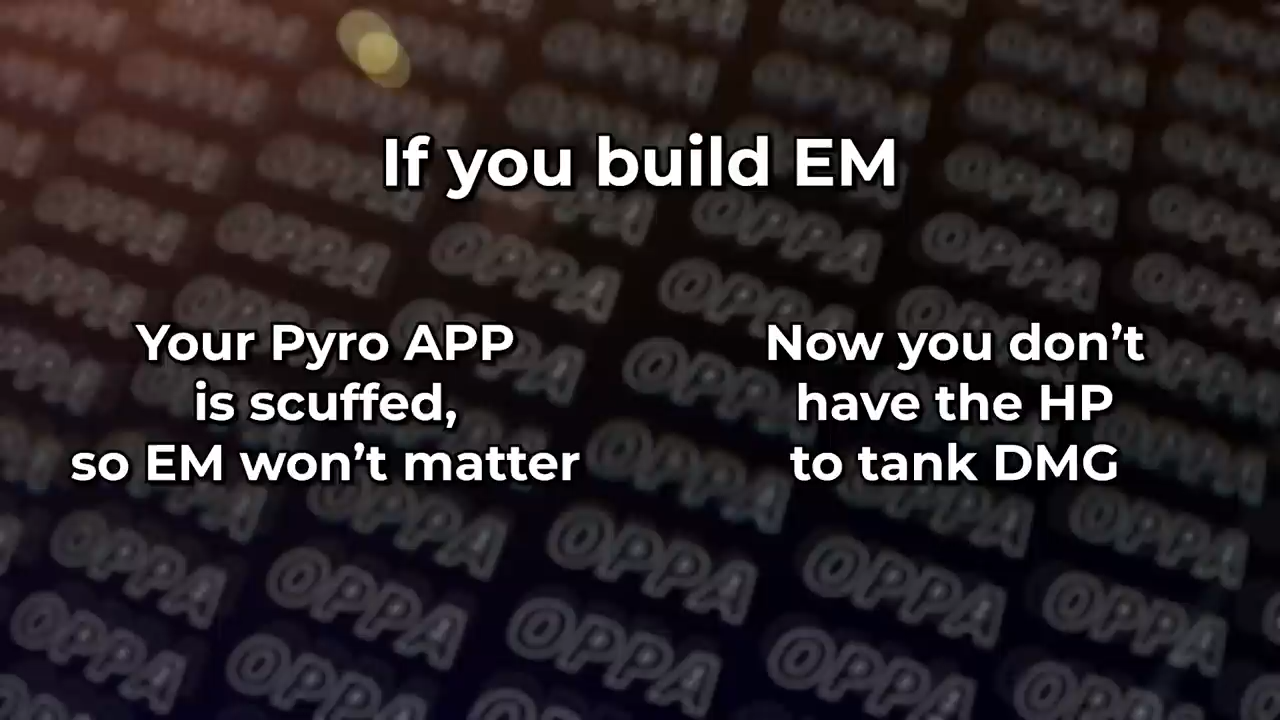 If you build EM
Your Pyro APP
is scuffed,
so EM won't matter
Now you don't
have the HP
to tank DMG
OPPA